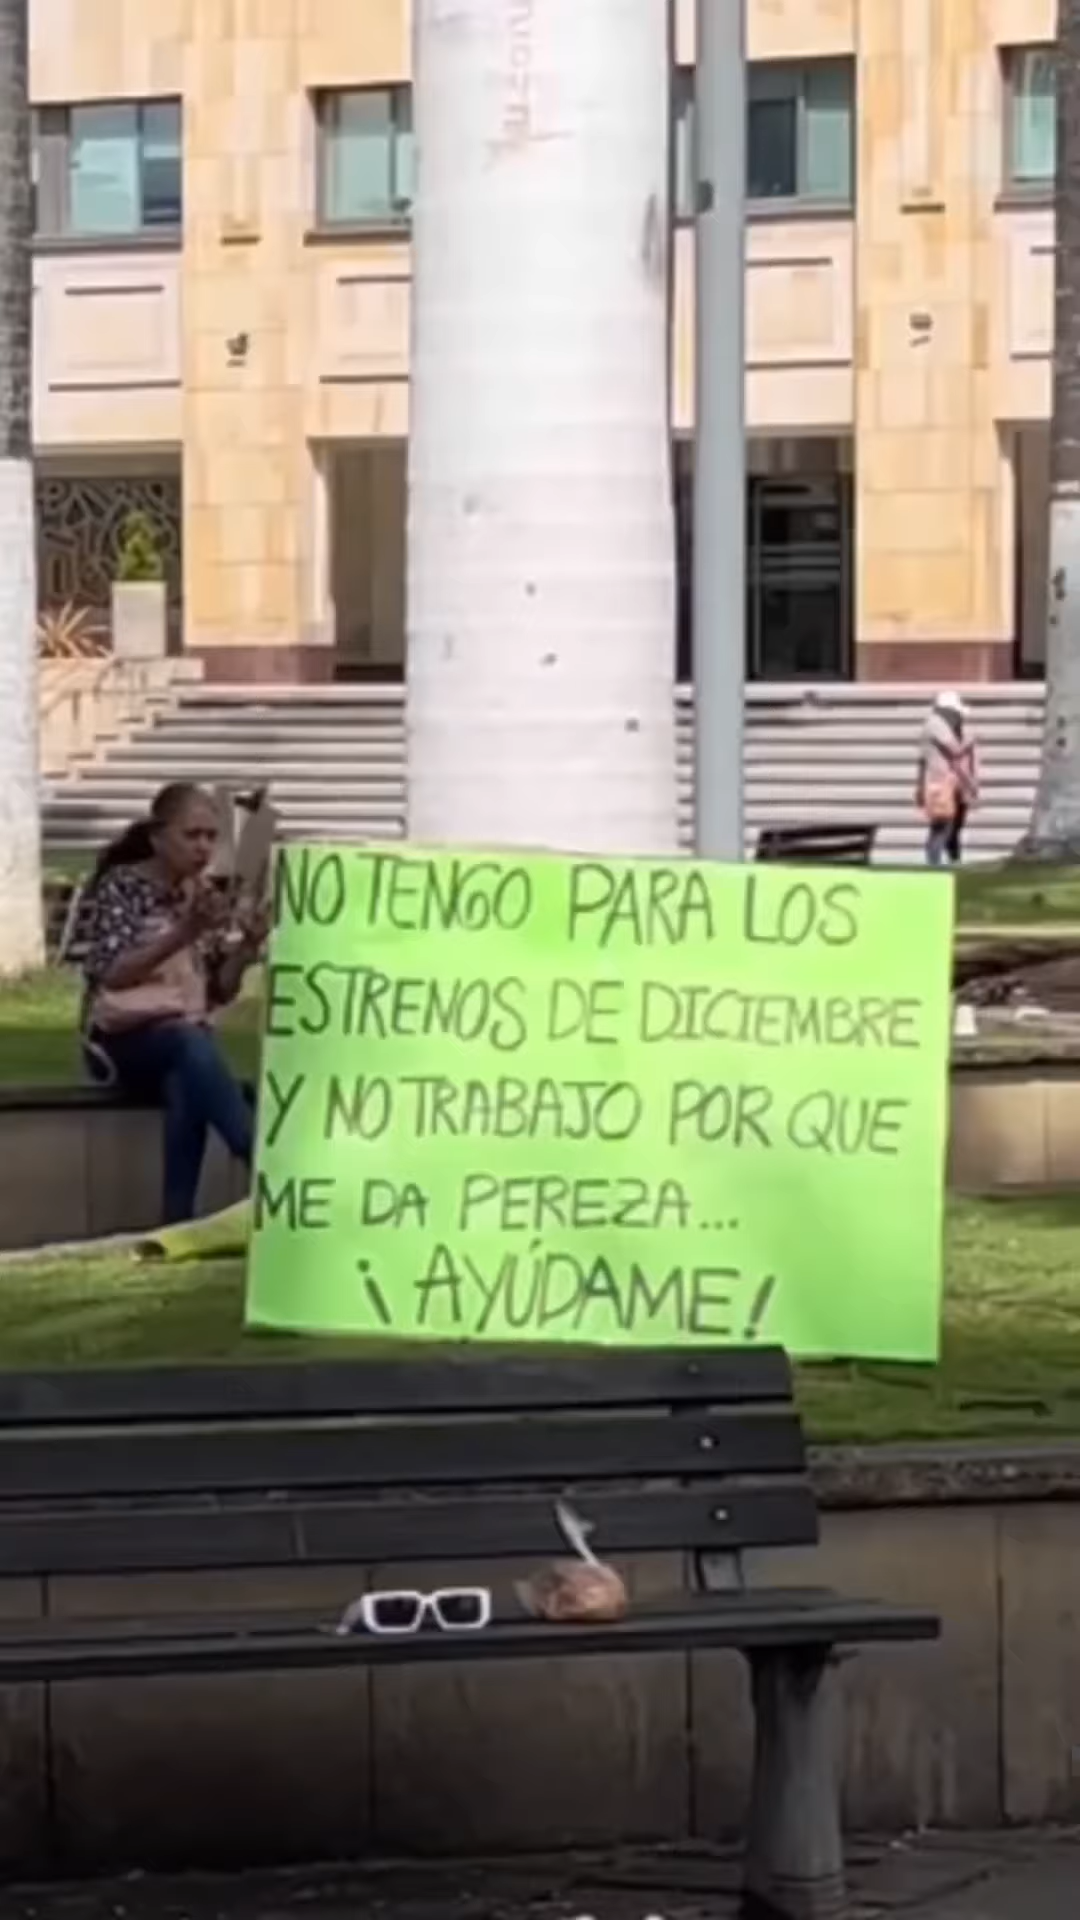 NO TENGO PARA LOS
ESTRENOS DE DICIEMBRE
Y NO TRABAJO POR QUE
ME DA PEREZA...
¡AYÚDAME!